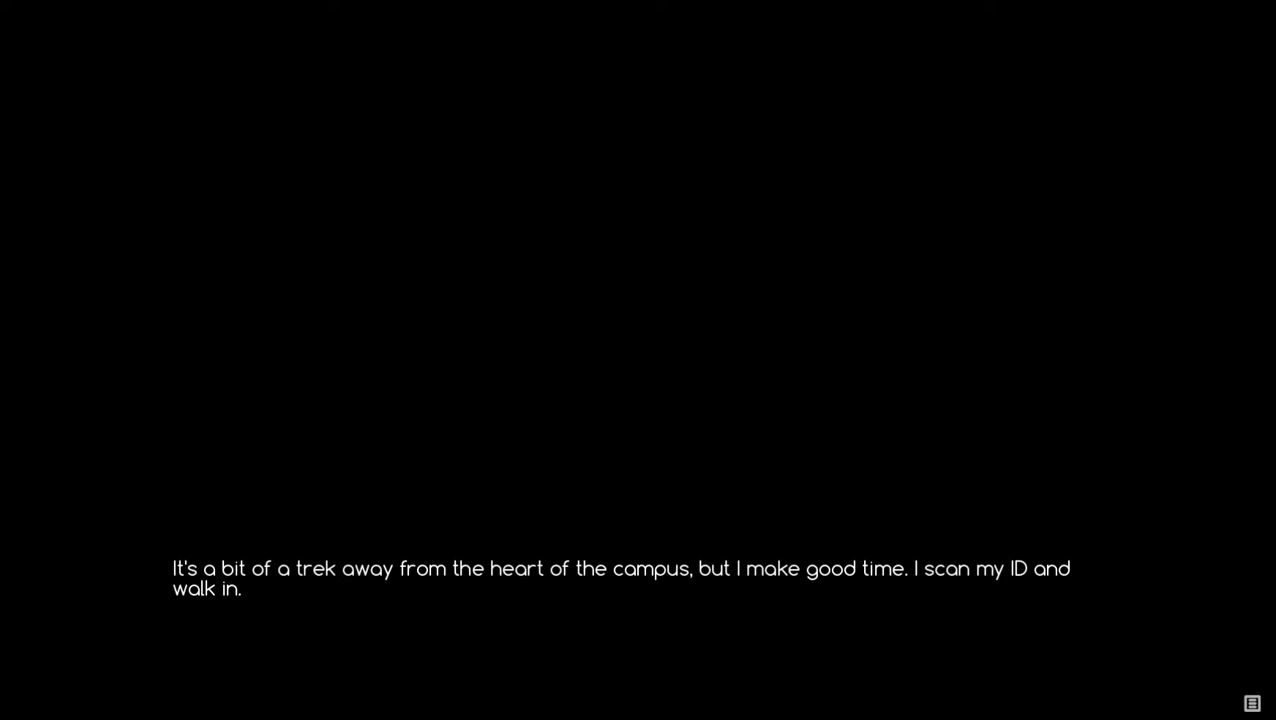 It's a bit of a trek away from the heart of the campus, but I make good time. I scan my ID and
walk in.